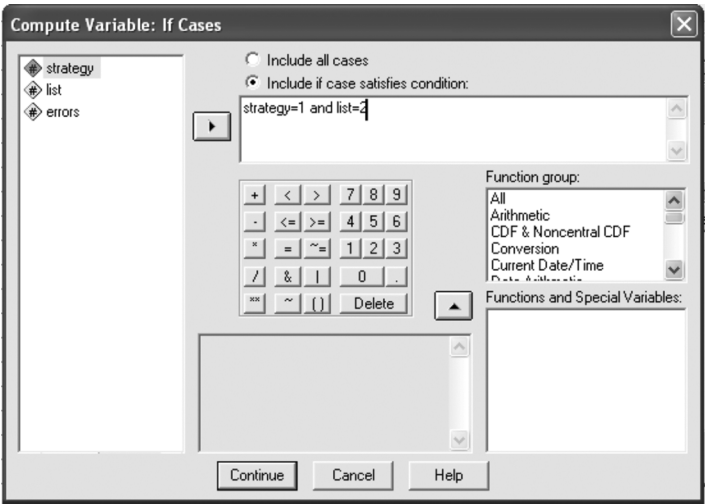 Compute Variable: If Cases
strategy
list
errors
Include all cases
Include if case satisfies condition:
strategy=1 and list=2
+ < > 7 8 9
- <= >= 4 5 6
* = ~= 1 2 3
/ & | 0 .
** ~ () Delete
Function group:
All
Arithmetic
CDF & Noncentral CDF
Conversion
Current Date/Time
Date Arithmetic
Functions and Special Variables:
Continue Cancel Help